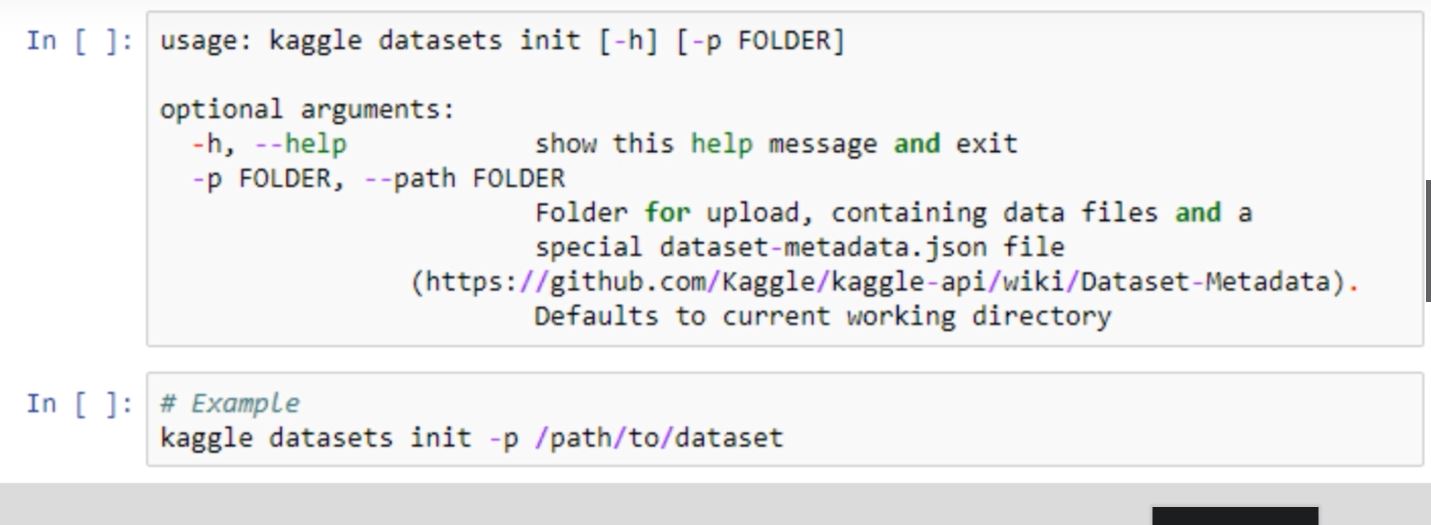 In [ ]: usage: kaggle datasets init [-h] [-p FOLDER]
optional arguments:
-h, --help show this help message and exit
-p FOLDER, --path FOLDER
Folder for upload, containing data files and a
special dataset-metadata.json file
(https://github.com/Kaggle/kaggle-api/wiki/Dataset-Metadata).
Defaults to current working directory
In [ ]: # Example
kaggle datasets init -p /path/to/dataset